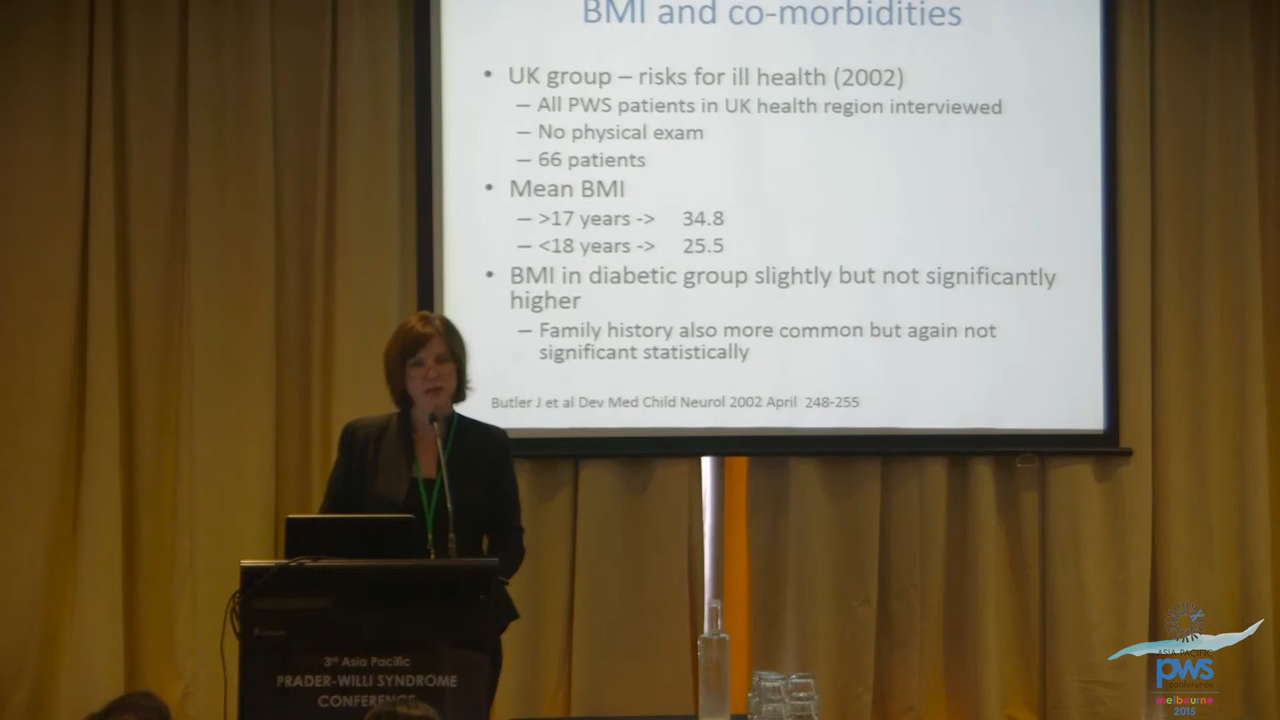 BMI and co-morbidities
• UK group – risks for ill health (2002)
– All PWS patients in UK health region interviewed
– No physical exam
– 66 patients
• Mean BMI
– >17 years -> 34.8
– <18 years -> 25.5
• BMI in diabetic group slightly but not significantly
higher
– Family history also more common but again not
significant statistically
Butler J et al Dev Med Child Neurol 2002 April 248-255
3rd Asia Pacific
PRADER-WILLI SYNDROME
CONFERENCE
ASIA PACIFIC
pws
conference
melbourne
2015